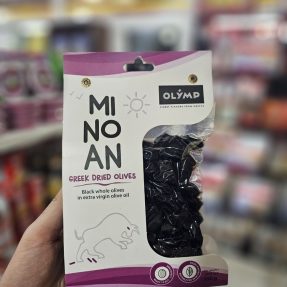 OLYMP
MI
NO
AN
GREEK DRIED OLIVES
Black whole olives
in extra virgin olive oil